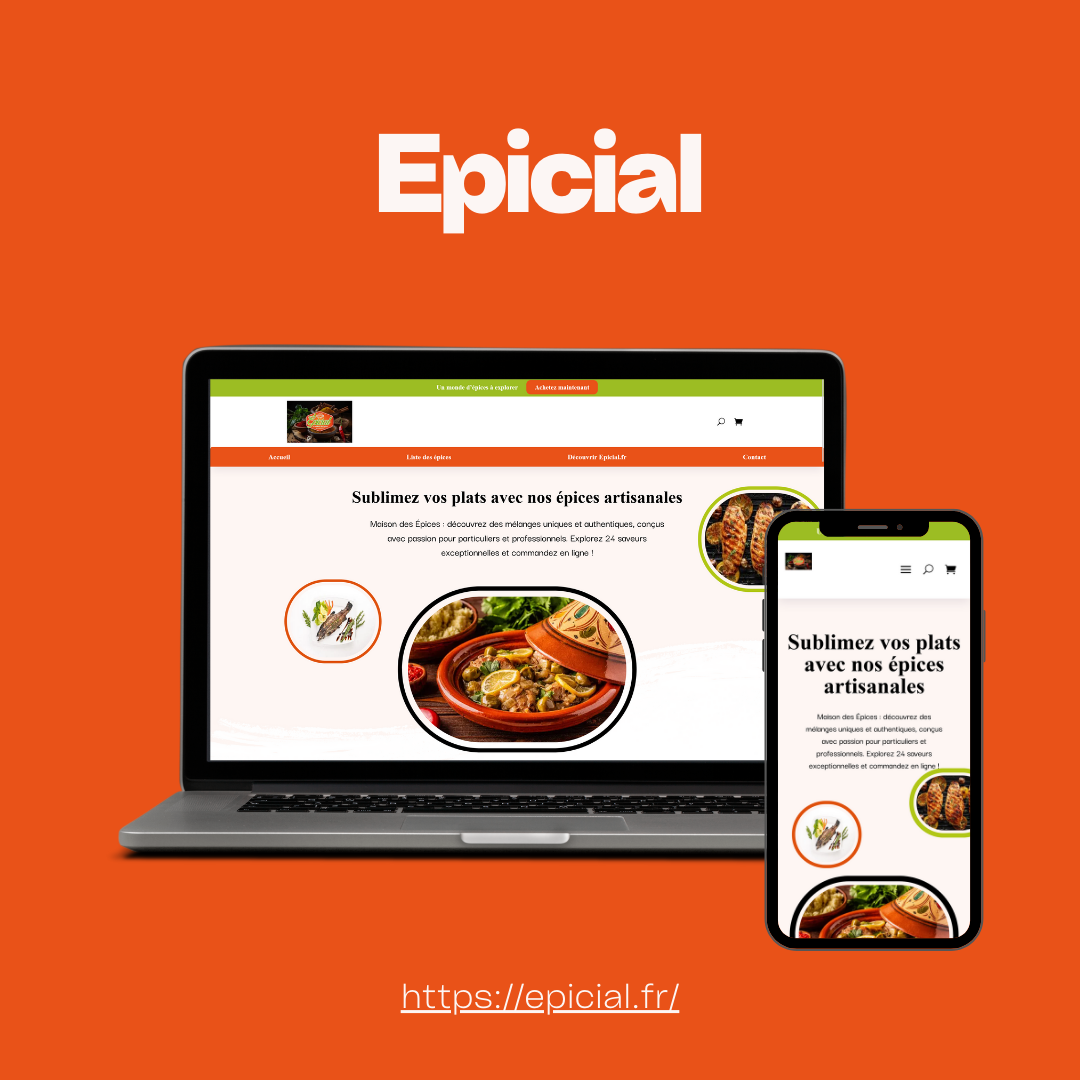 Epicial
Un monde d'épices à explorer
Achetez maintenant
Accueil
Liste des épices
Découvrir Epicial.fr
Contact
Sublimez vos plats avec nos épices artisanales
Maison des Épices : découvrez des mélanges uniques et authentiques, conçus
avec passion pour particuliers et professionnels. Explorez 24 saveurs
exceptionnelles et commandez en ligne !
Sublimez vos plats
avec nos épices
artisanales
Maison des Épices : découvrez des
mélanges uniques et authentiques, conçus
avec passion pour particuliers et
professionnels. Explorez 24 saveurs
exceptionnelles et commandez en ligne !
https://epicial.fr/